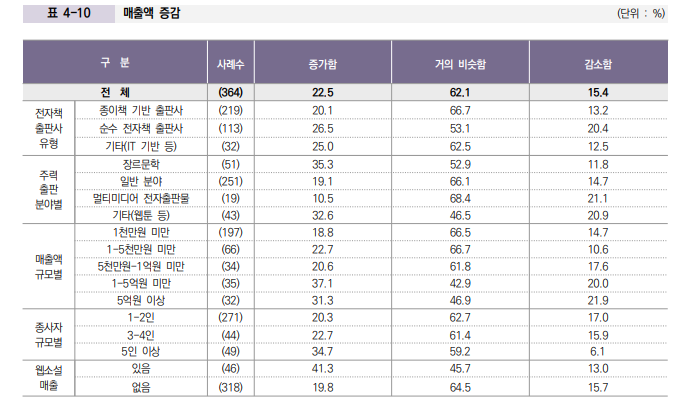 표 4-10 매출액 증감 (단위 : %)
구 분 사례수 증가함 거의 비슷함 감소함
전 체 (364) 22.5 62.1 15.4
전자책 출판사 유형 종이책 기반 출판사 (219) 20.1 66.7 13.2
순수 전자책 출판사 (113) 26.5 53.1 20.4
기타(IT 기반 등) (32) 25.0 62.5 12.5
주력 출판 분야별 장르문학 (51) 35.3 52.9 11.8
일반 분야 (251) 19.1 66.1 14.7
멀티미디어 전자출판물 (19) 10.5 68.4 21.1
기타(웹툰 등) (43) 32.6 46.5 20.9
매출액 규모별 1천만원 미만 (197) 18.8 66.5 14.7
1-5천만원 미만 (66) 22.7 66.7 10.6
5천만원-1억원 미만 (34) 20.6 61.8 17.6
1-5억원 미만 (35) 37.1 42.9 20.0
5억원 이상 (32) 31.3 46.9 21.9
종사자 규모별 1-2인 (271) 20.3 62.7 17.0
3-4인 (44) 22.7 61.4 15.9
5인 이상 (49) 34.7 59.2 6.1
웹소설 매출 있음 (46) 41.3 45.7 13.0
없음 (318) 19.8 64.5 15.7